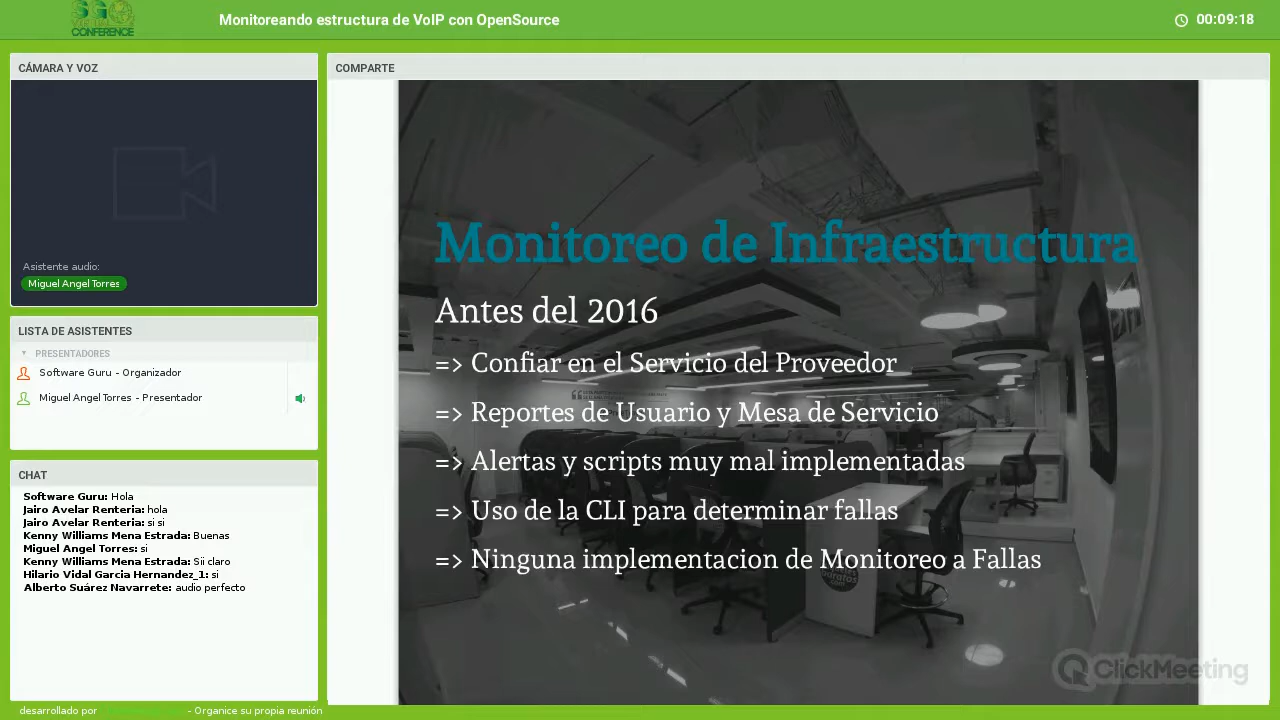 SG VIRTUAL
CONFERENCE
Monitoreando estructura de VoIP con OpenSource
00:09:18
CÁMARA Y VOZ
Asistente audio:
Miguel Angel Torres
LISTA DE ASISTENTES
PRESENTADORES
Software Guru - Organizador
Miguel Angel Torres - Presentador
CHAT
Software Guru: Hola
Jairo Avelar Renteria: hola
Jairo Avelar Renteria: si si
Kenny Williams Mena Estrada: Buenas
Miguel Angel Torres: si
Kenny Williams Mena Estrada: Sii claro
Hilario Vidal Garcia Hernandez_1: si
Alberto Suárez Navarrete: audio perfecto
desarrollado por - Organice su propia reunión
COMPARTE
Monitoreo de Infraestructura
Antes del 2016
=> Confiar en el Servicio del Proveedor
=> Reportes de Usuario y Mesa de Servicio
=> Alertas y scripts muy mal implementadas
=> Uso de la CLI para determinar fallas
=> Ninguna implementacion de Monitoreo a Fallas
ClickMeeting